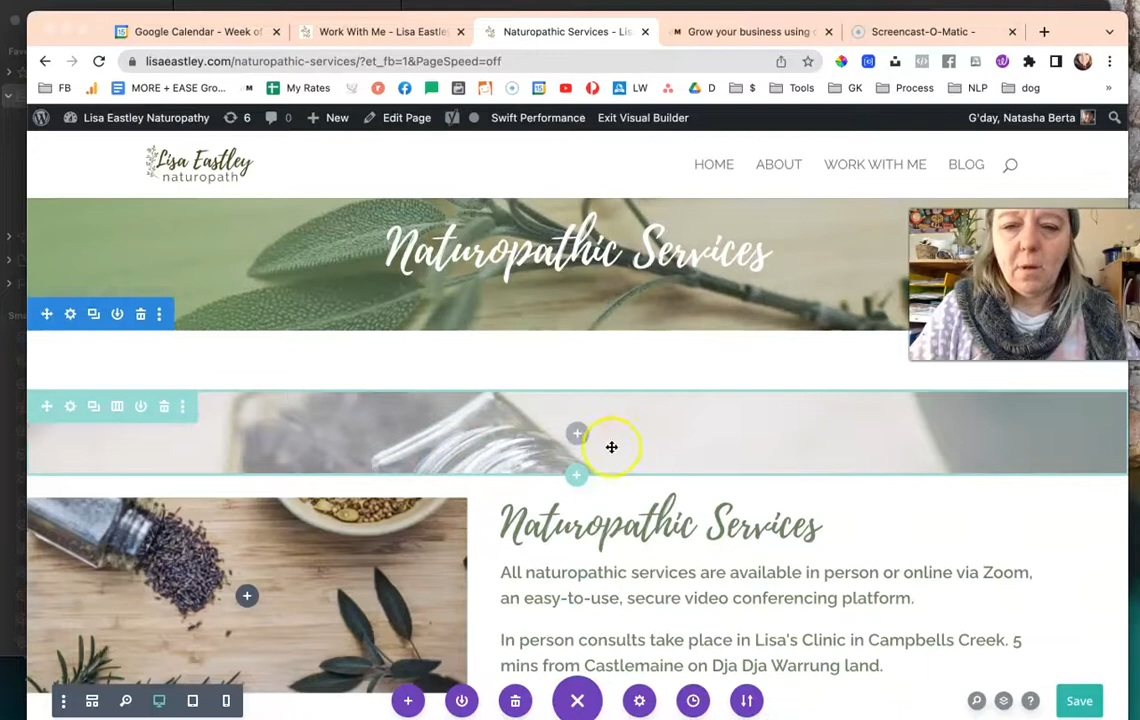 Google Calendar - Week of
Work With Me - Lisa Eastle
Naturopathic Services - Lis
Grow your business using
Screencast-O-Matic -
lisaeastley.com/naturopathic-services/?et_fb=1&PageSpeed=off
FB
MORE + EASE Gro...
My Rates
LW
D
$
Tools
GK
Process
NLP
dog
»
Lisa Eastley Naturopathy
6
0
New
Edit Page
Swift Performance
Exit Visual Builder
G'day, Natasha Berta
Lisa Eastley
naturopath
HOME
ABOUT
WORK WITH ME
BLOG
Naturopathic Services
Naturopathic Services
All naturopathic services are available in person or online via Zoom,
an easy-to-use, secure video conferencing platform.
In person consults take place in Lisa's Clinic in Campbells Creek. 5
mins from Castlemaine on Dja Dja Warrung land.
Save